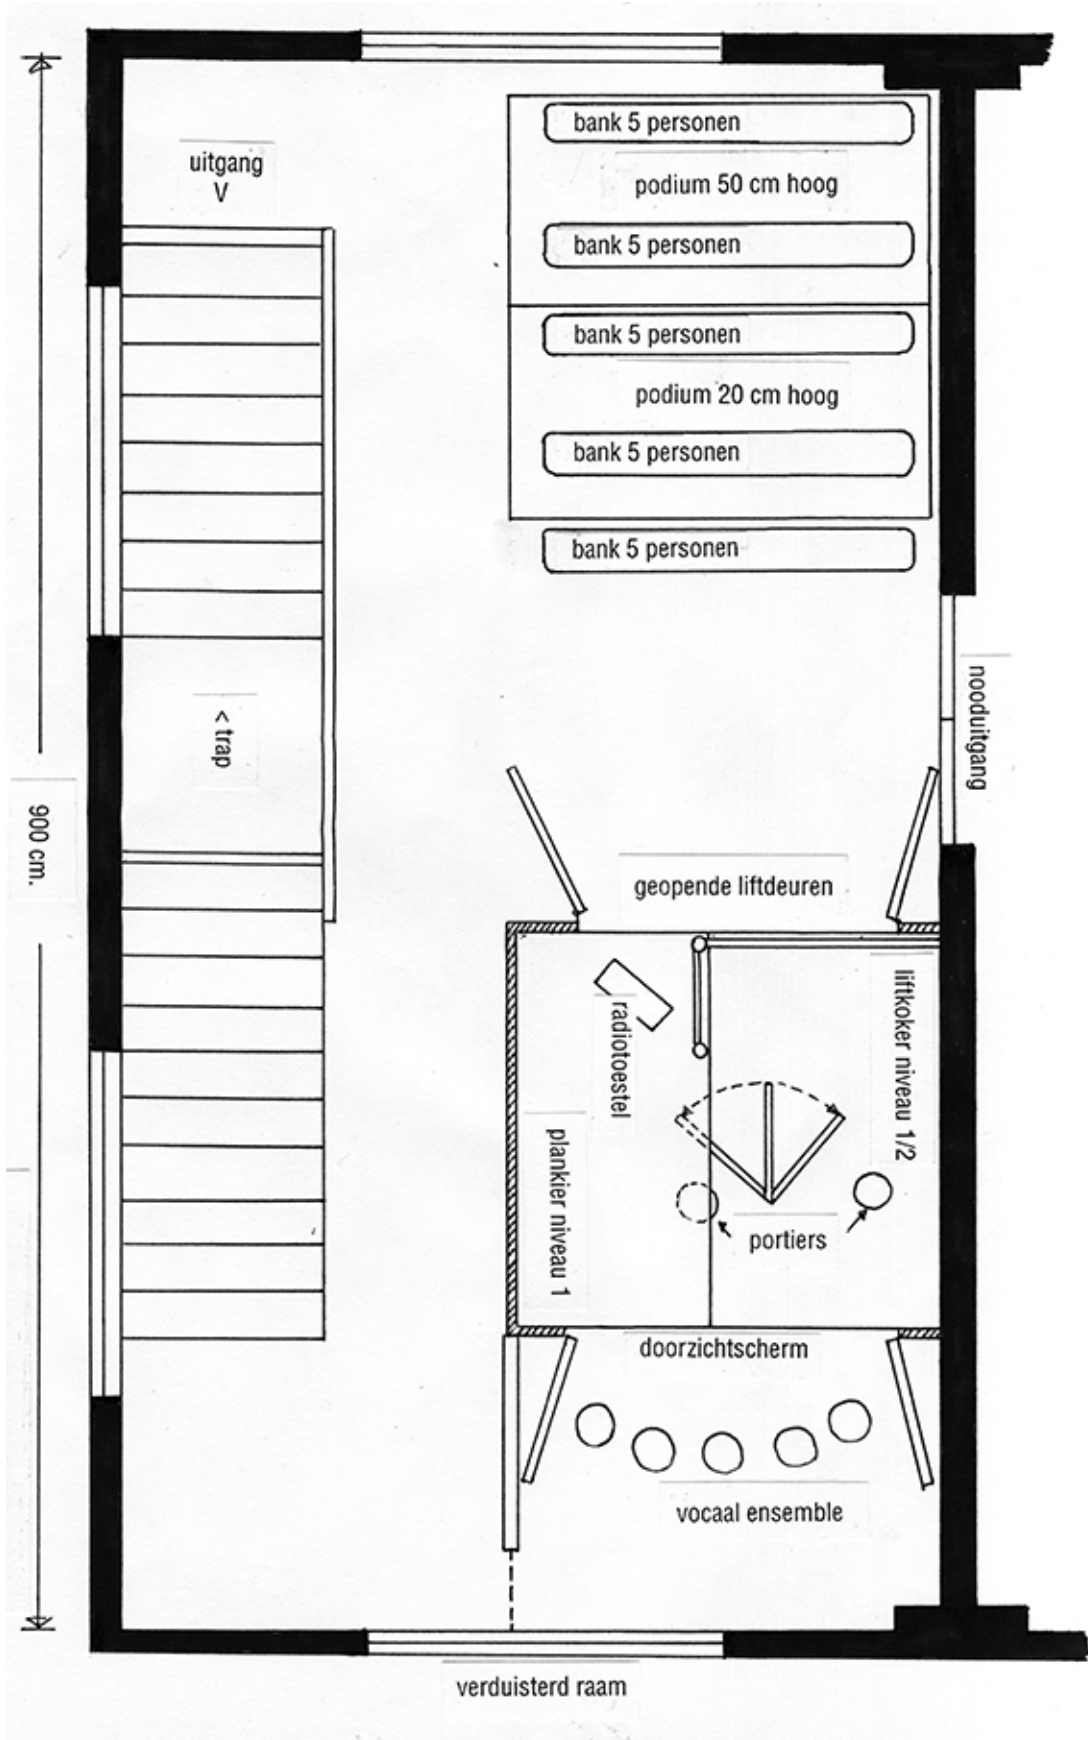 bank 5 personen
uitgang
V
podium 50 cm hoog
bank 5 personen
bank 5 personen
podium 20 cm hoog
bank 5 personen
bank 5 personen
nooduitgang
< trap
900 cm.
geopende liftdeuren
liftkoker niveau 1/2
radiotoestel
plankier niveau 1
portiers
doorzichtscherm
vocaal ensemble
verduisterd raam